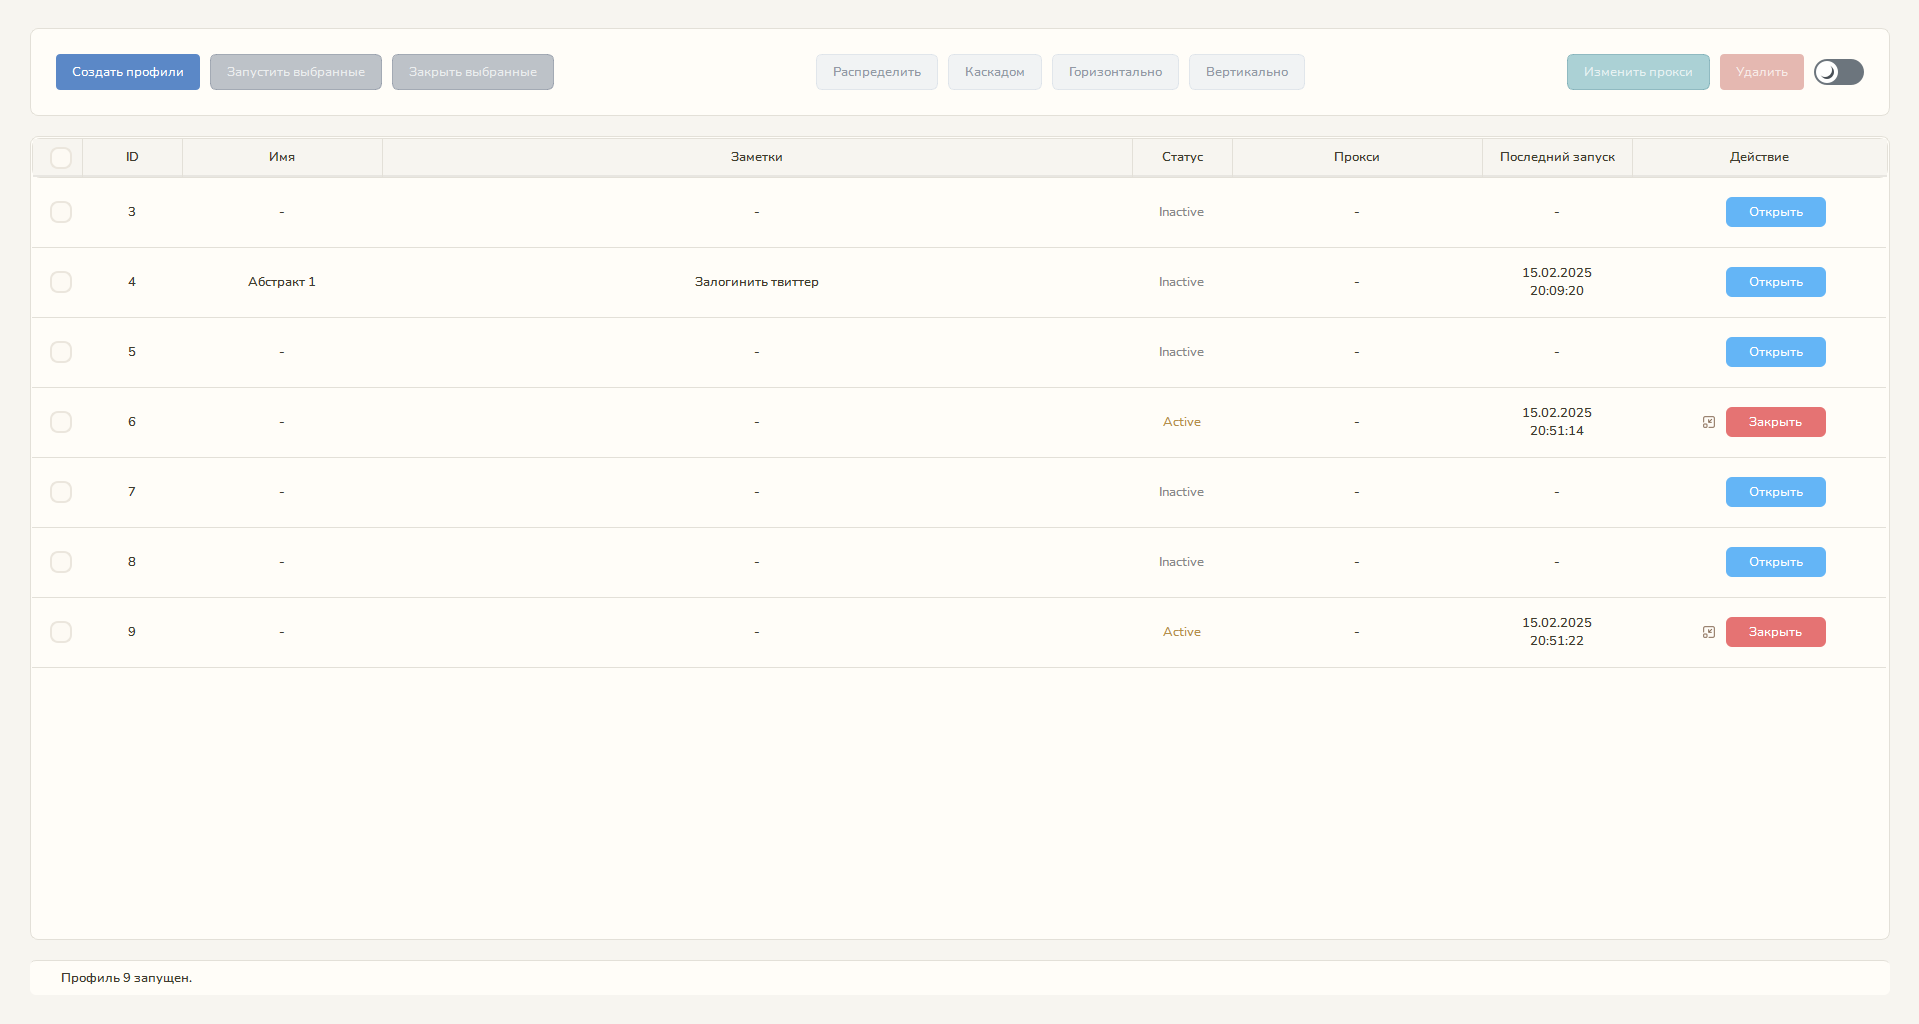 Создать профили Запустить выбранные Закрыть выбранные Распределить Каскадом Горизонтально Вертикально Изменить прокси Удалить
ID Имя Заметки Статус Прокси Последний запуск Действие
3 - - Inactive - - Открыть
4 Абстракт 1 Залогинить твиттер Inactive - 15.02.2025 20:09:20 Открыть
5 - - Inactive - - Открыть
6 - - Active - 15.02.2025 20:51:14 Закрыть
7 - - Inactive - - Открыть
8 - - Inactive - - Открыть
9 - - Active - 15.02.2025 20:51:22 Закрыть
Профиль 9 запущен.